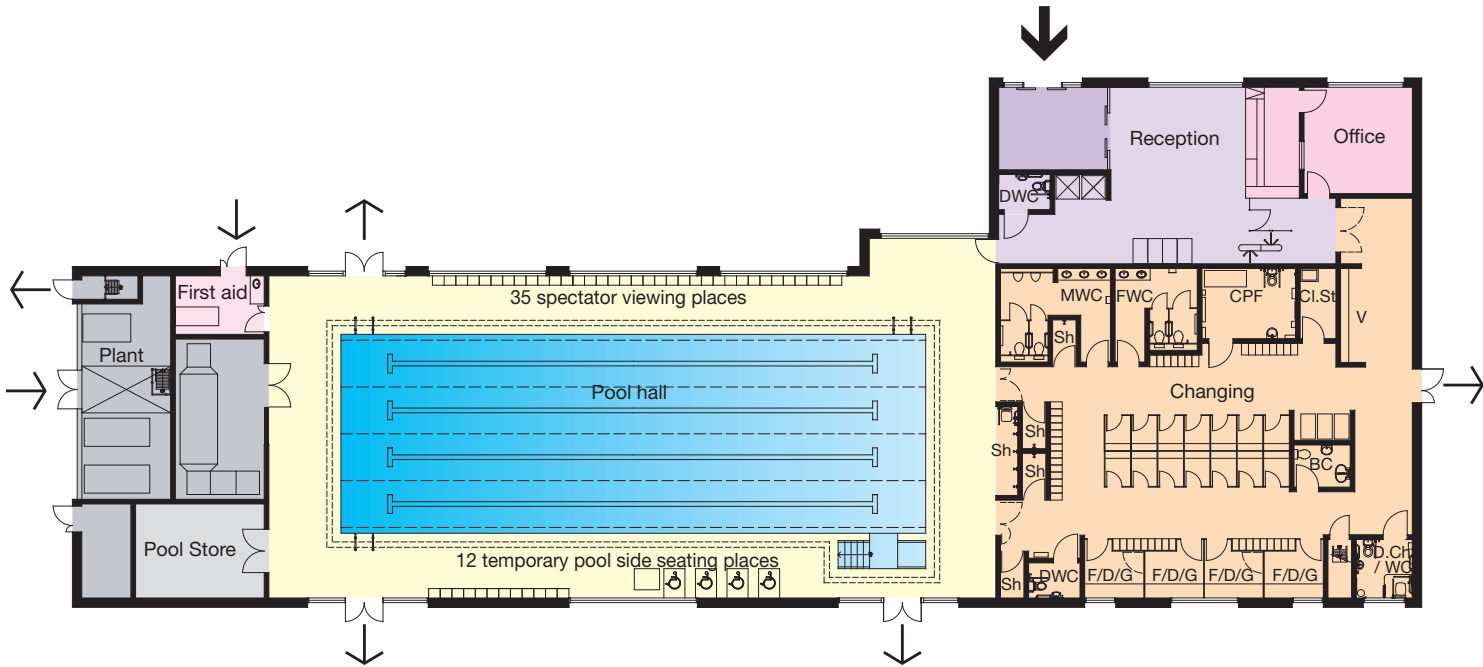 Reception
Office
DWC
First aid
35 spectator viewing places
MWC
FWC
CPF
Cl.St
V
Sh
Plant
Pool hall
Changing
Sh
Sh
Sh
BC
Pool Store
12 temporary pool side seating places
Sh
DWC
F/D/G
F/D/G
F/D/G
F/D/G
D.Ch
/ WC